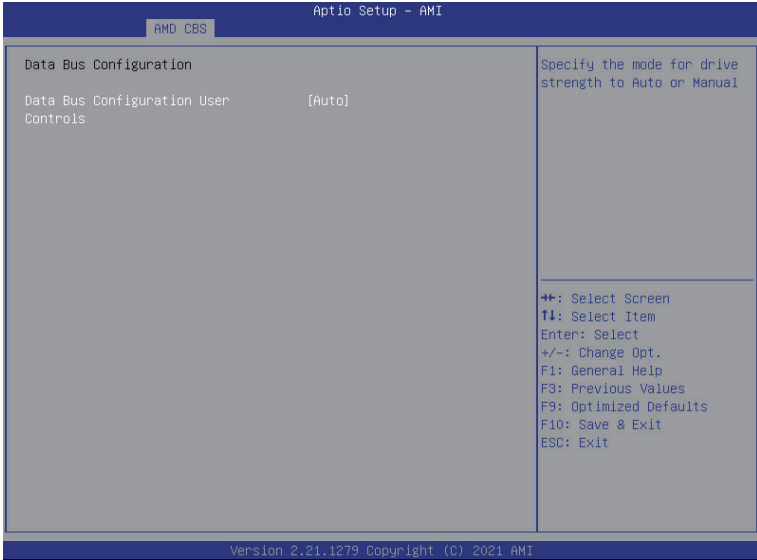 Aptio Setup – AMI
AMD CBS
Data Bus Configuration
Data Bus Configuration User [Auto]
Controls
Specify the mode for drive
strength to Auto or Manual
→←: Select Screen
↑↓: Select Item
Enter: Select
+/-: Change Opt.
F1: General Help
F3: Previous Values
F9: Optimized Defaults
F10: Save & Exit
ESC: Exit
Version 2.21.1279 Copyright (C) 2021 AMI